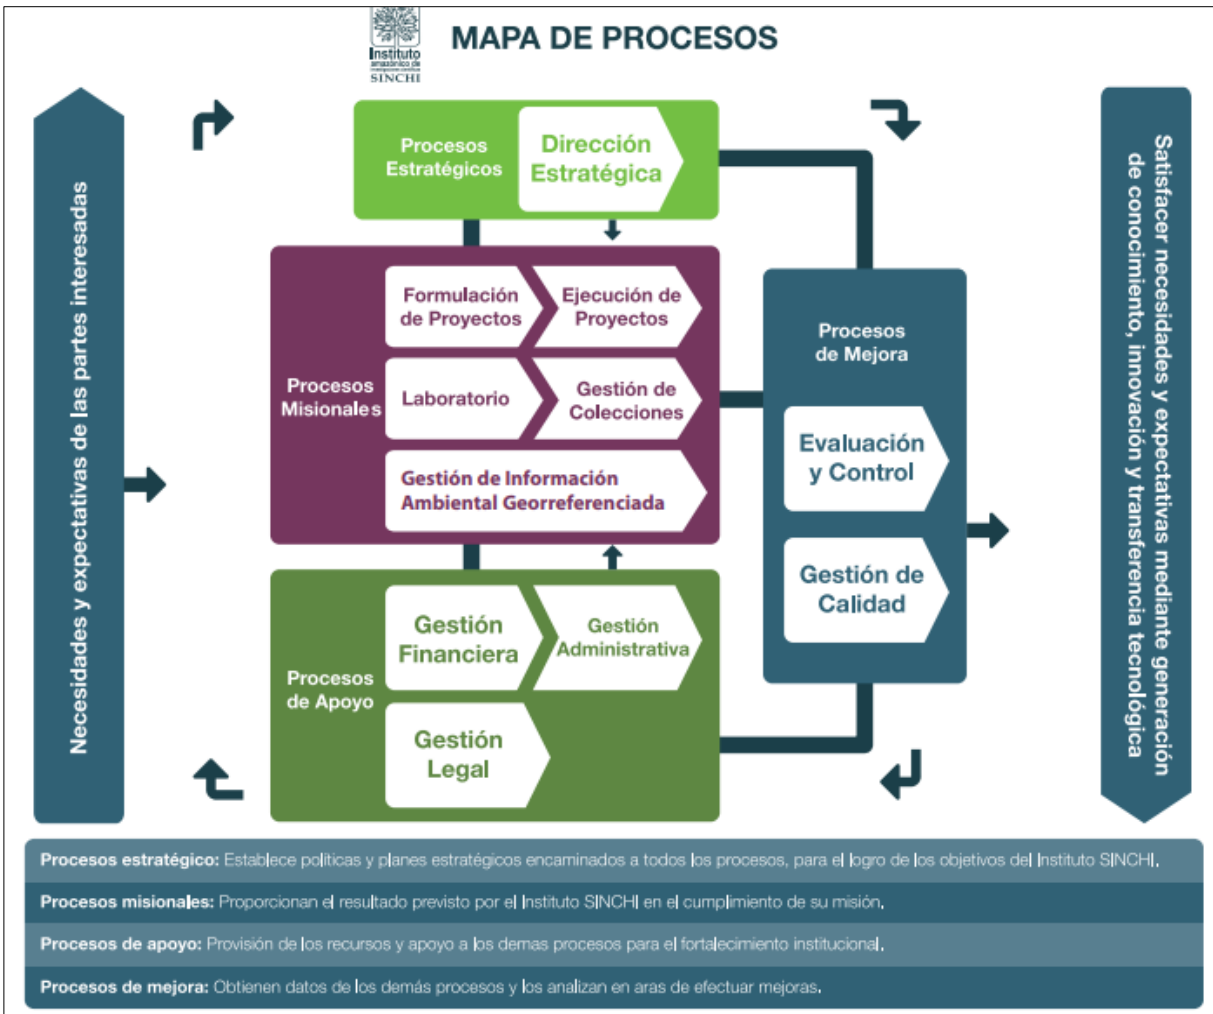 Instituto
amazónico de
investigaciones científicas
SINCHI
MAPA DE PROCESOS
Necesidades y expectativas de las partes interesadas
Procesos
Estratégicos
Dirección
Estratégica
Procesos
Misionales
Formulación
de Proyectos
Ejecución de
Proyectos
Laboratorio
Gestión de
Colecciones
Gestión de Información
Ambiental Georreferenciada
Procesos
de Apoyo
Gestión
Financiera
Gestión
Administrativa
Gestión
Legal
Procesos
de Mejora
Evaluación
y Control
Gestión de
Calidad
Satisfacer necesidades y expectativas mediante generación
de conocimiento, innovación y transferencia tecnológica
Procesos estratégico: Establece políticas y planes estratégicos encaminados a todos los procesos, para el logro de los objetivos del Instituto SINCHI.
Procesos misionales: Proporcionan el resultado previsto por el Instituto SINCHI en el cumplimiento de su misión.
Procesos de apoyo: Provisión de los recursos y apoyo a los demas procesos para el fortalecimiento institucional.
Procesos de mejora: Obtienen datos de los demás procesos y los analizan en aras de efectuar mejoras.